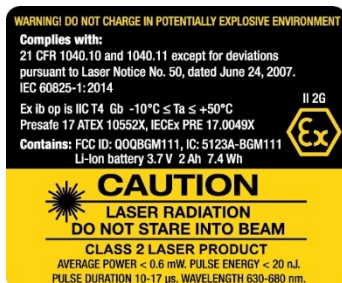 WARNING! DO NOT CHARGE IN POTENTIALLY EXPLOSIVE ENVIRONMENT
Complies with:
21 CFR 1040.10 and 1040.11 except for deviations
pursuant to Laser Notice No. 50, dated June 24, 2007.
IEC 60825-1:2014
II 2G
Ex ib op is IIC T4 Gb -10°C ≤ Ta ≤ +50°C
Presafe 17 ATEX 10552X, IECEx PRE 17.0049X
Ex
Contains: FCC ID: QOQBGM111, IC: 5123A-BGM111
Li-Ion battery 3.7 V 2 Ah 7.4 Wh
CAUTION
LASER RADIATION
DO NOT STARE INTO BEAM
CLASS 2 LASER PRODUCT
AVERAGE POWER < 0.6 mW. PULSE ENERGY < 20 nJ.
PULSE DURATION 10-17 µs. WAVELENGTH 630-680 nm.